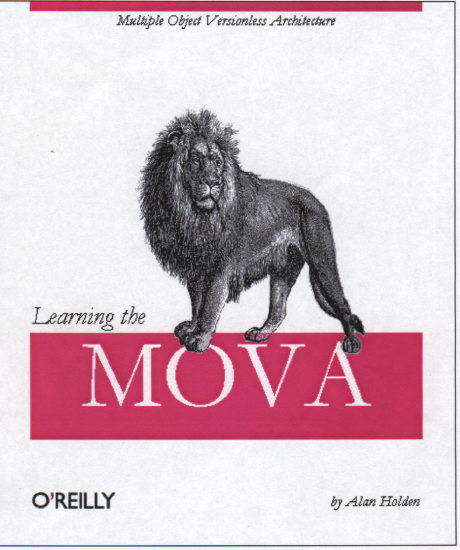 Multiple Object Versionless Architecture
Learning the
MOVA
O'REILLY
by Alan Holden